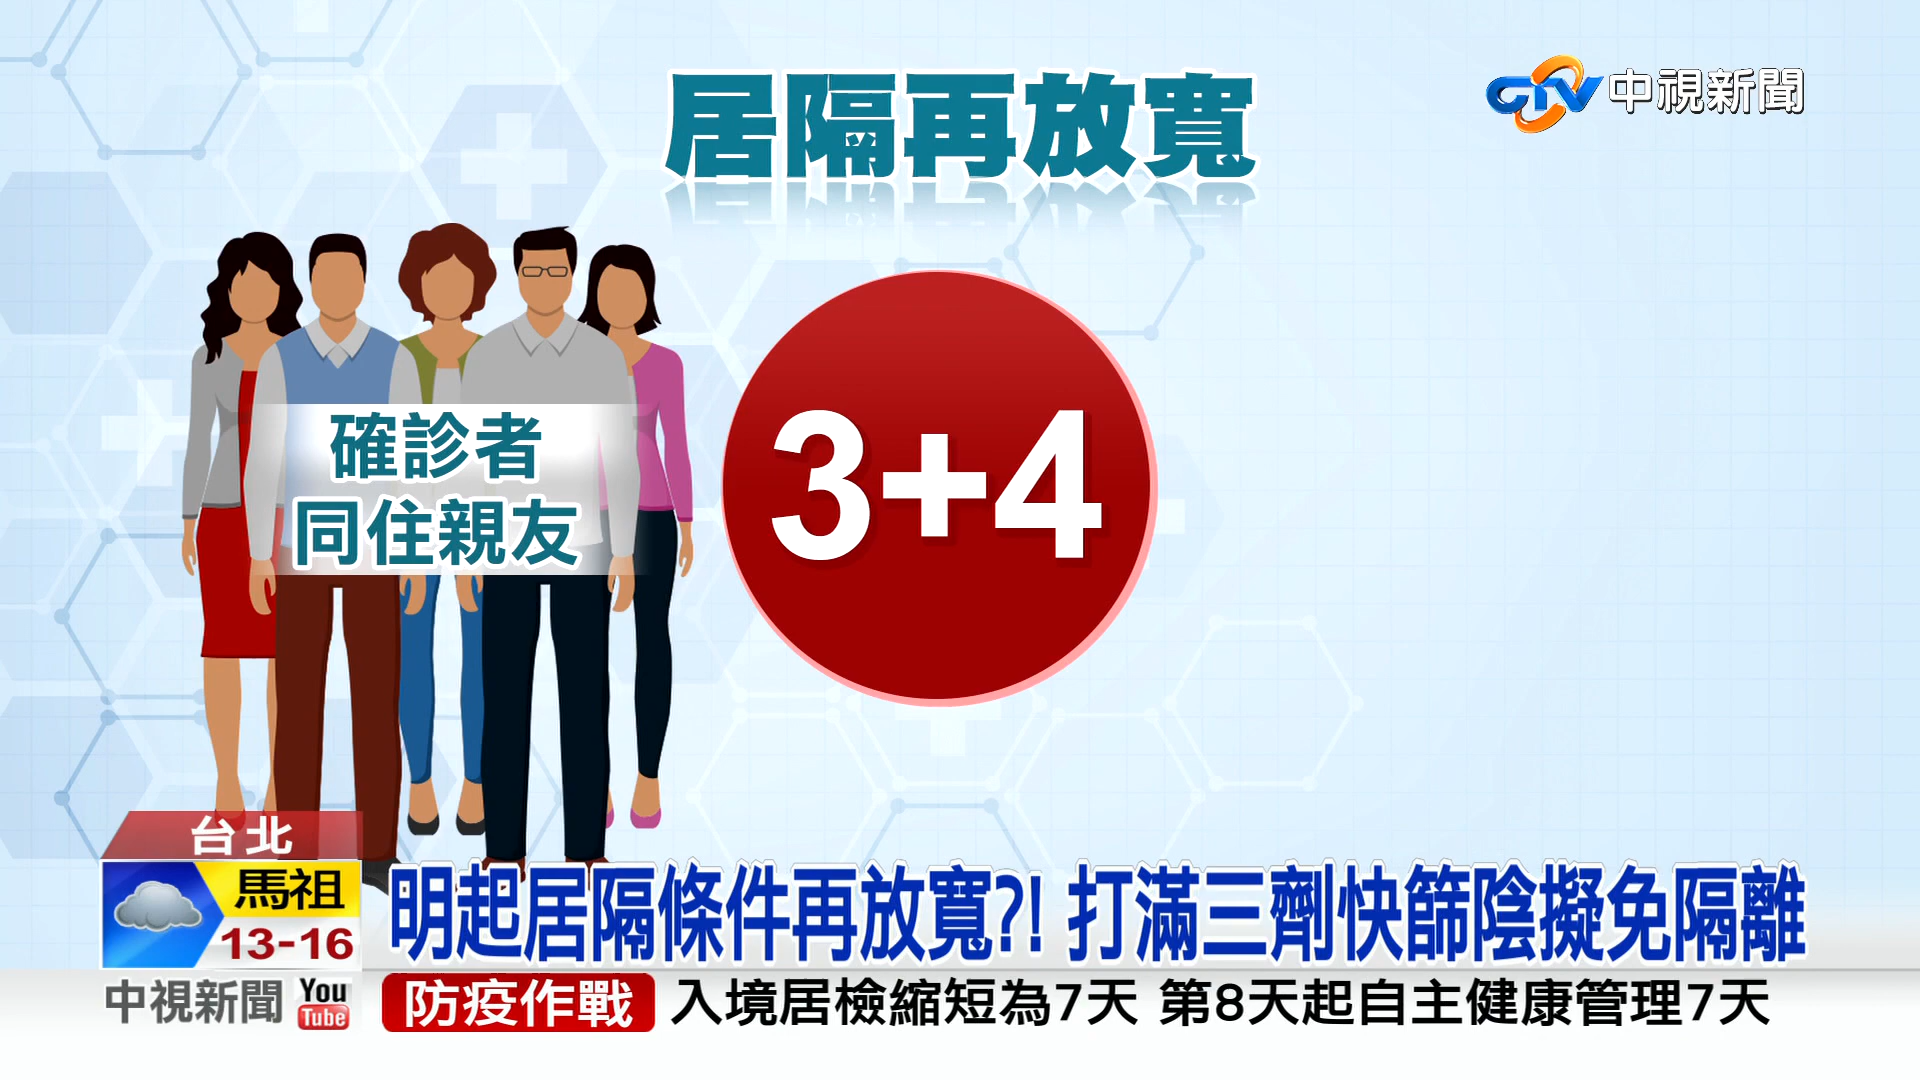 居隔再放寬
CTV 中視新聞
確診者
同住親友
3+4
台北
馬祖
13-16
明起居隔條件再放寬?! 打滿三劑快篩陰擬免隔離
中視新聞 YouTube
防疫作戰 入境居檢縮短為7天 第8天起自主健康管理7天